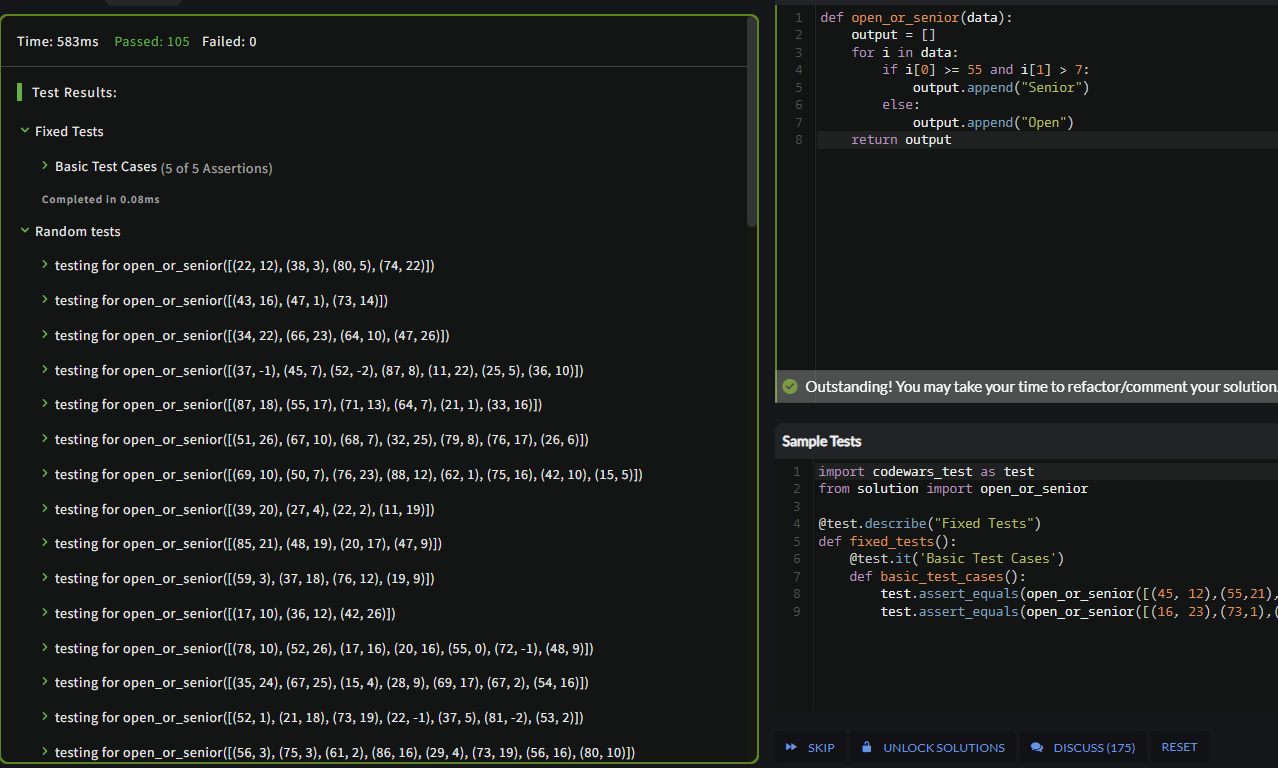 Time: 583ms Passed: 105 Failed: 0
Test Results:
Fixed Tests
Basic Test Cases (5 of 5 Assertions)
Completed in 0.08ms
Random tests
testing for open_or_senior([(22, 12), (38, 3), (80, 5), (74, 22)])
testing for open_or_senior([(43, 16), (47, 1), (73, 14)])
testing for open_or_senior([(34, 22), (66, 23), (64, 10), (47, 26)])
testing for open_or_senior([(37, -1), (45, 7), (52, -2), (87, 8), (11, 22), (25, 5), (36, 10)])
testing for open_or_senior([(87, 18), (55, 17), (71, 13), (64, 7), (21, 1), (33, 16)])
testing for open_or_senior([(51, 26), (67, 10), (68, 7), (32, 25), (79, 8), (76, 17), (26, 6)])
testing for open_or_senior([(69, 10), (50, 7), (76, 23), (88, 12), (62, 1), (75, 16), (42, 10), (15, 5)])
testing for open_or_senior([(39, 20), (27, 4), (22, 2), (11, 19)])
testing for open_or_senior([(85, 21), (48, 19), (20, 17), (47, 9)])
testing for open_or_senior([(59, 3), (37, 18), (76, 12), (19, 9)])
testing for open_or_senior([(17, 10), (36, 12), (42, 26)])
testing for open_or_senior([(78, 10), (52, 26), (17, 16), (20, 16), (55, 0), (72, -1), (48, 9)])
testing for open_or_senior([(35, 24), (67, 25), (15, 4), (28, 9), (69, 17), (67, 2), (54, 16)])
testing for open_or_senior([(52, 1), (21, 18), (73, 19), (22, -1), (37, 5), (81, -2), (53, 2)])
testing for open_or_senior([(56, 3), (75, 3), (61, 2), (86, 16), (29, 4), (73, 19), (56, 16), (80, 10)])
1 def open_or_senior(data):
2     output = []
3     for i in data:
4         if i[0] >= 55 and i[1] > 7:
5             output.append("Senior")
6         else:
7             output.append("Open")
8     return output
Outstanding! You may take your time to refactor/comment your solution.
Sample Tests
1 import codewars_test as test
2 from solution import open_or_senior
3
4 @test.describe("Fixed Tests")
5 def fixed_tests():
6     @test.it('Basic Test Cases')
7     def basic_test_cases():
8         test.assert_equals(open_or_senior([(45, 12),(55,21),
9         test.assert_equals(open_or_senior([(16, 23),(73,1),(
SKIP UNLOCK SOLUTIONS DISCUSS (175) RESET